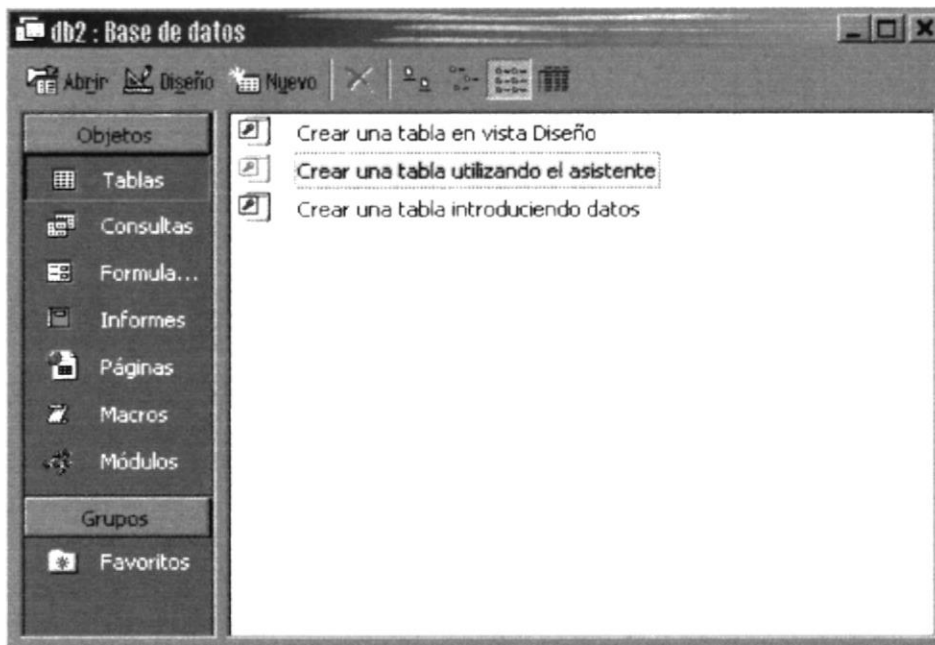 db2 : Base de datos
Abrir Diseño Nuevo
Objetos
Tablas
Consultas
Formula...
Informes
Páginas
Macros
Módulos
Grupos
Favoritos
Crear una tabla en vista Diseño
Crear una tabla utilizando el asistente
Crear una tabla introduciendo datos